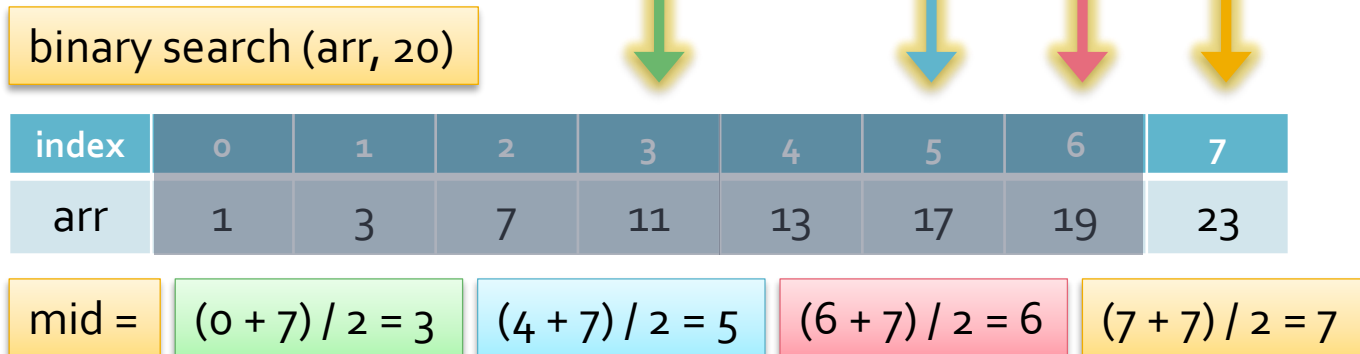 binary search (arr, 20)
index 0 1 2 3 4 5 6 7
arr 1 3 7 11 13 17 19 23
mid = (0 + 7) / 2 = 3 (4 + 7) / 2 = 5 (6 + 7) / 2 = 6 (7 + 7) / 2 = 7